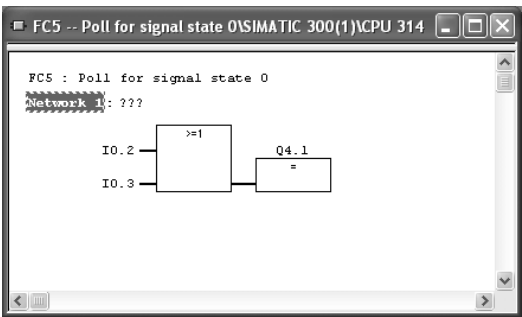 FC5 -- Poll for signal state 0\SIMATIC 300(1)\CPU 314
FC5 : Poll for signal state 0
Network 1: ???
>=1
I0.2
Q4.1
=
I0.3